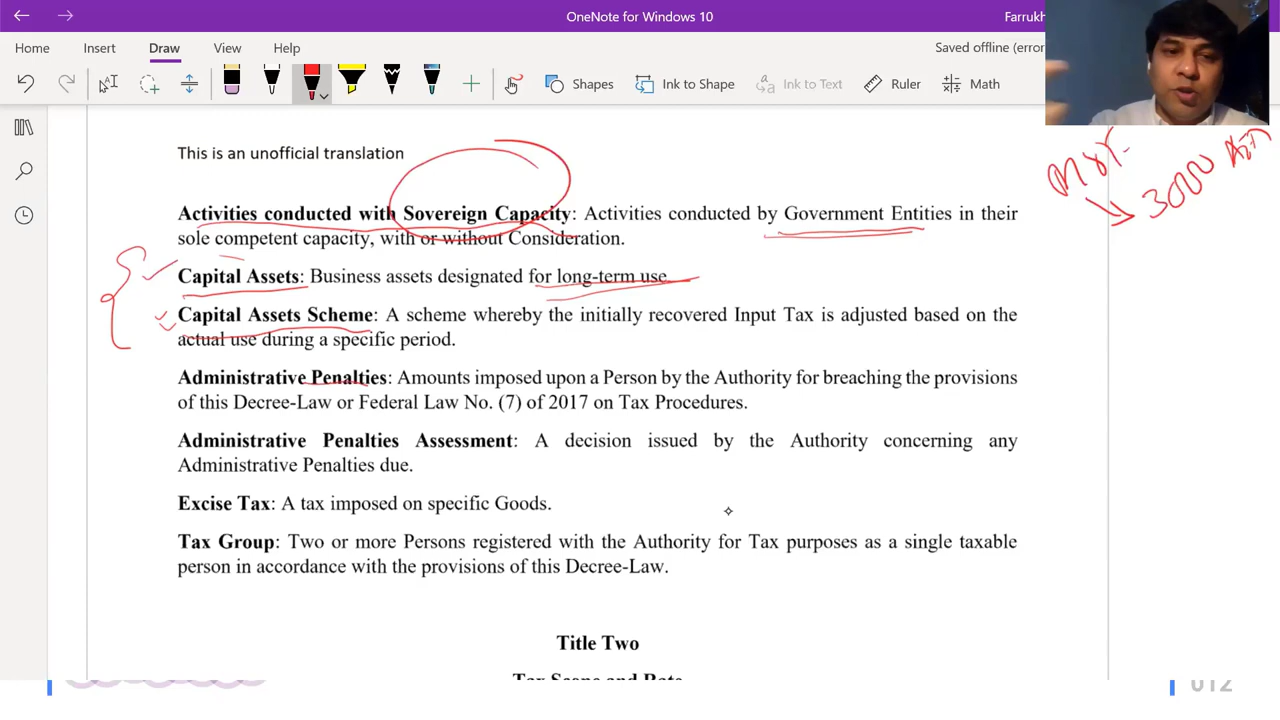 OneNote for Windows 10
Farrukh
Home Insert Draw View Help
Saved offline (error
Shapes Ink to Shape Ink to Text Ruler Math
This is an unofficial translation
3000
Activities conducted with Sovereign Capacity: Activities conducted by Government Entities in their
sole competent capacity, with or without Consideration.
Capital Assets: Business assets designated for long-term use.
Capital Assets Scheme: A scheme whereby the initially recovered Input Tax is adjusted based on the
actual use during a specific period.
Administrative Penalties: Amounts imposed upon a Person by the Authority for breaching the provisions
of this Decree-Law or Federal Law No. (7) of 2017 on Tax Procedures.
Administrative Penalties Assessment: A decision issued by the Authority concerning any
Administrative Penalties due.
Excise Tax: A tax imposed on specific Goods.
Tax Group: Two or more Persons registered with the Authority for Tax purposes as a single taxable
person in accordance with the provisions of this Decree-Law.
Title Two
Tax Scope and Rate
012